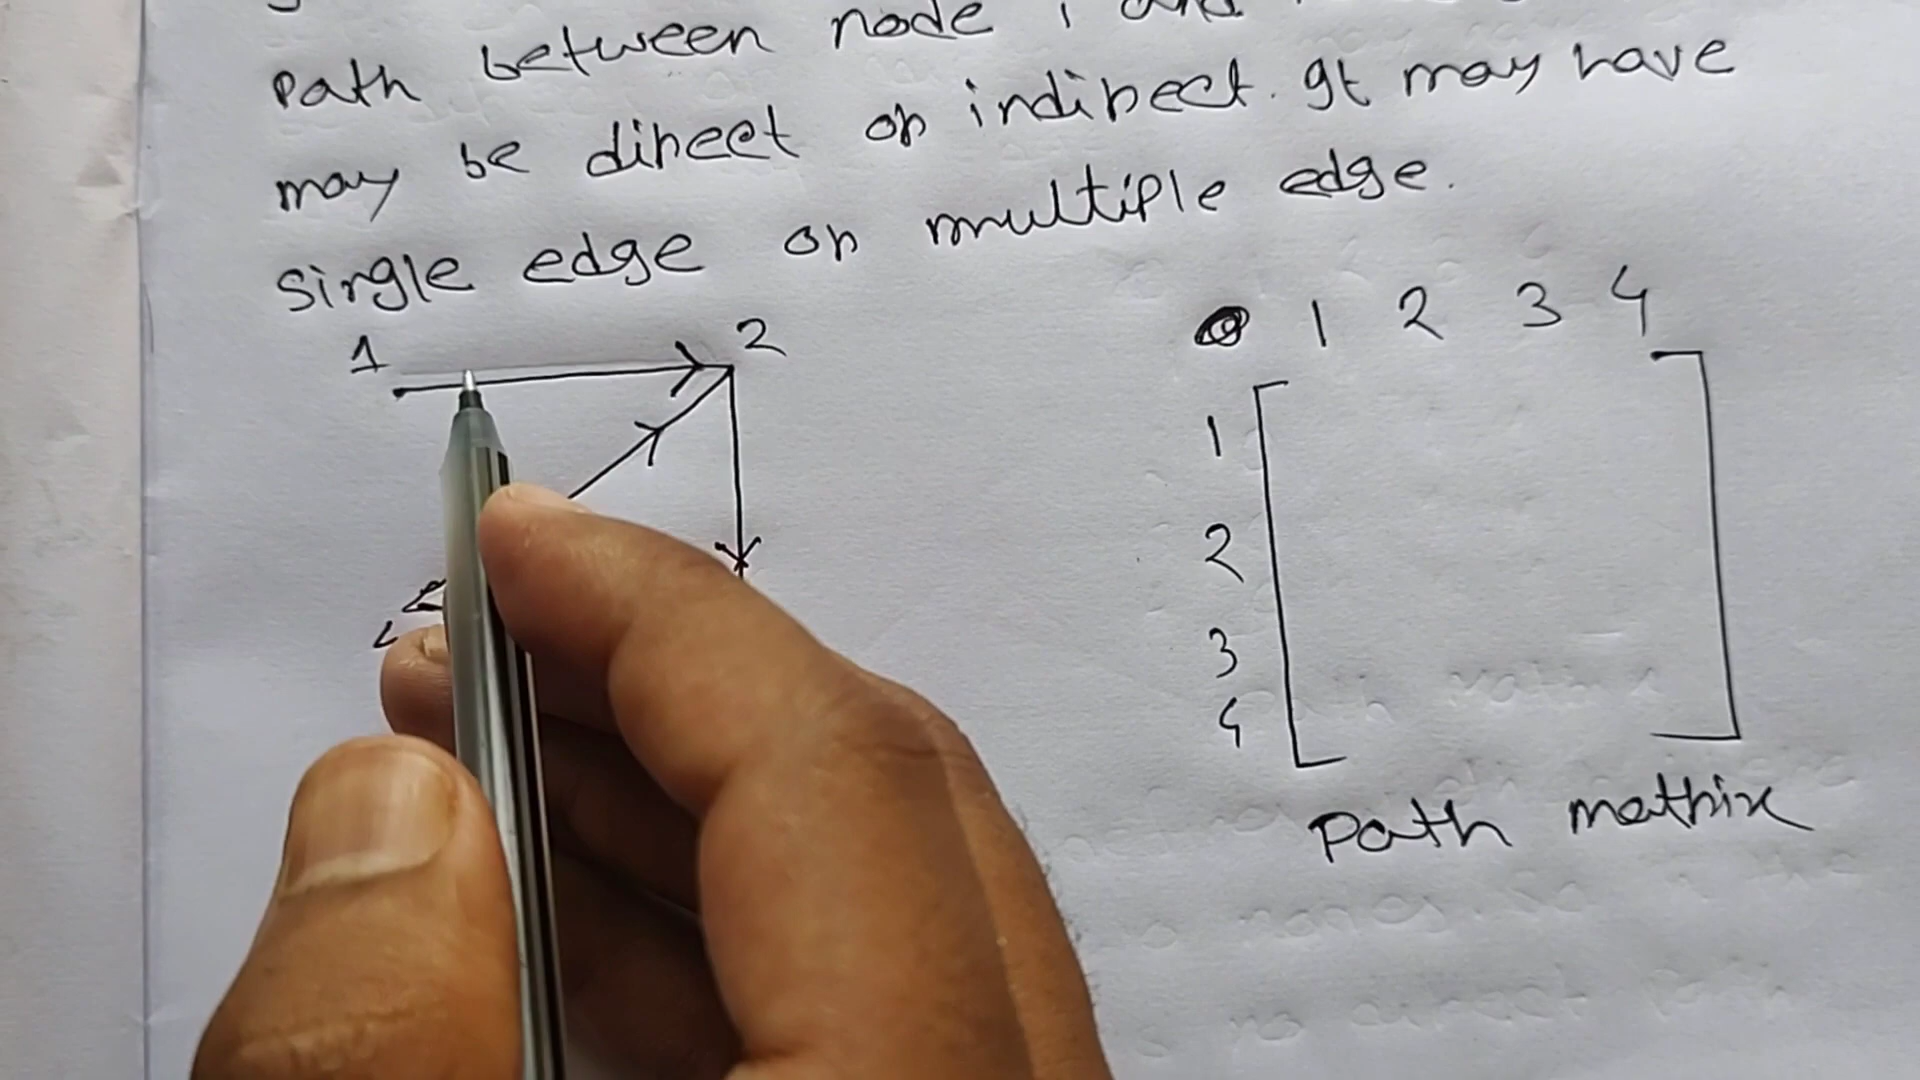 Path between node i and
may be direct or indirect. It may have
single edge or multiple edge.
1 2
1 2 3 4
1
2
3
4
Path matrix